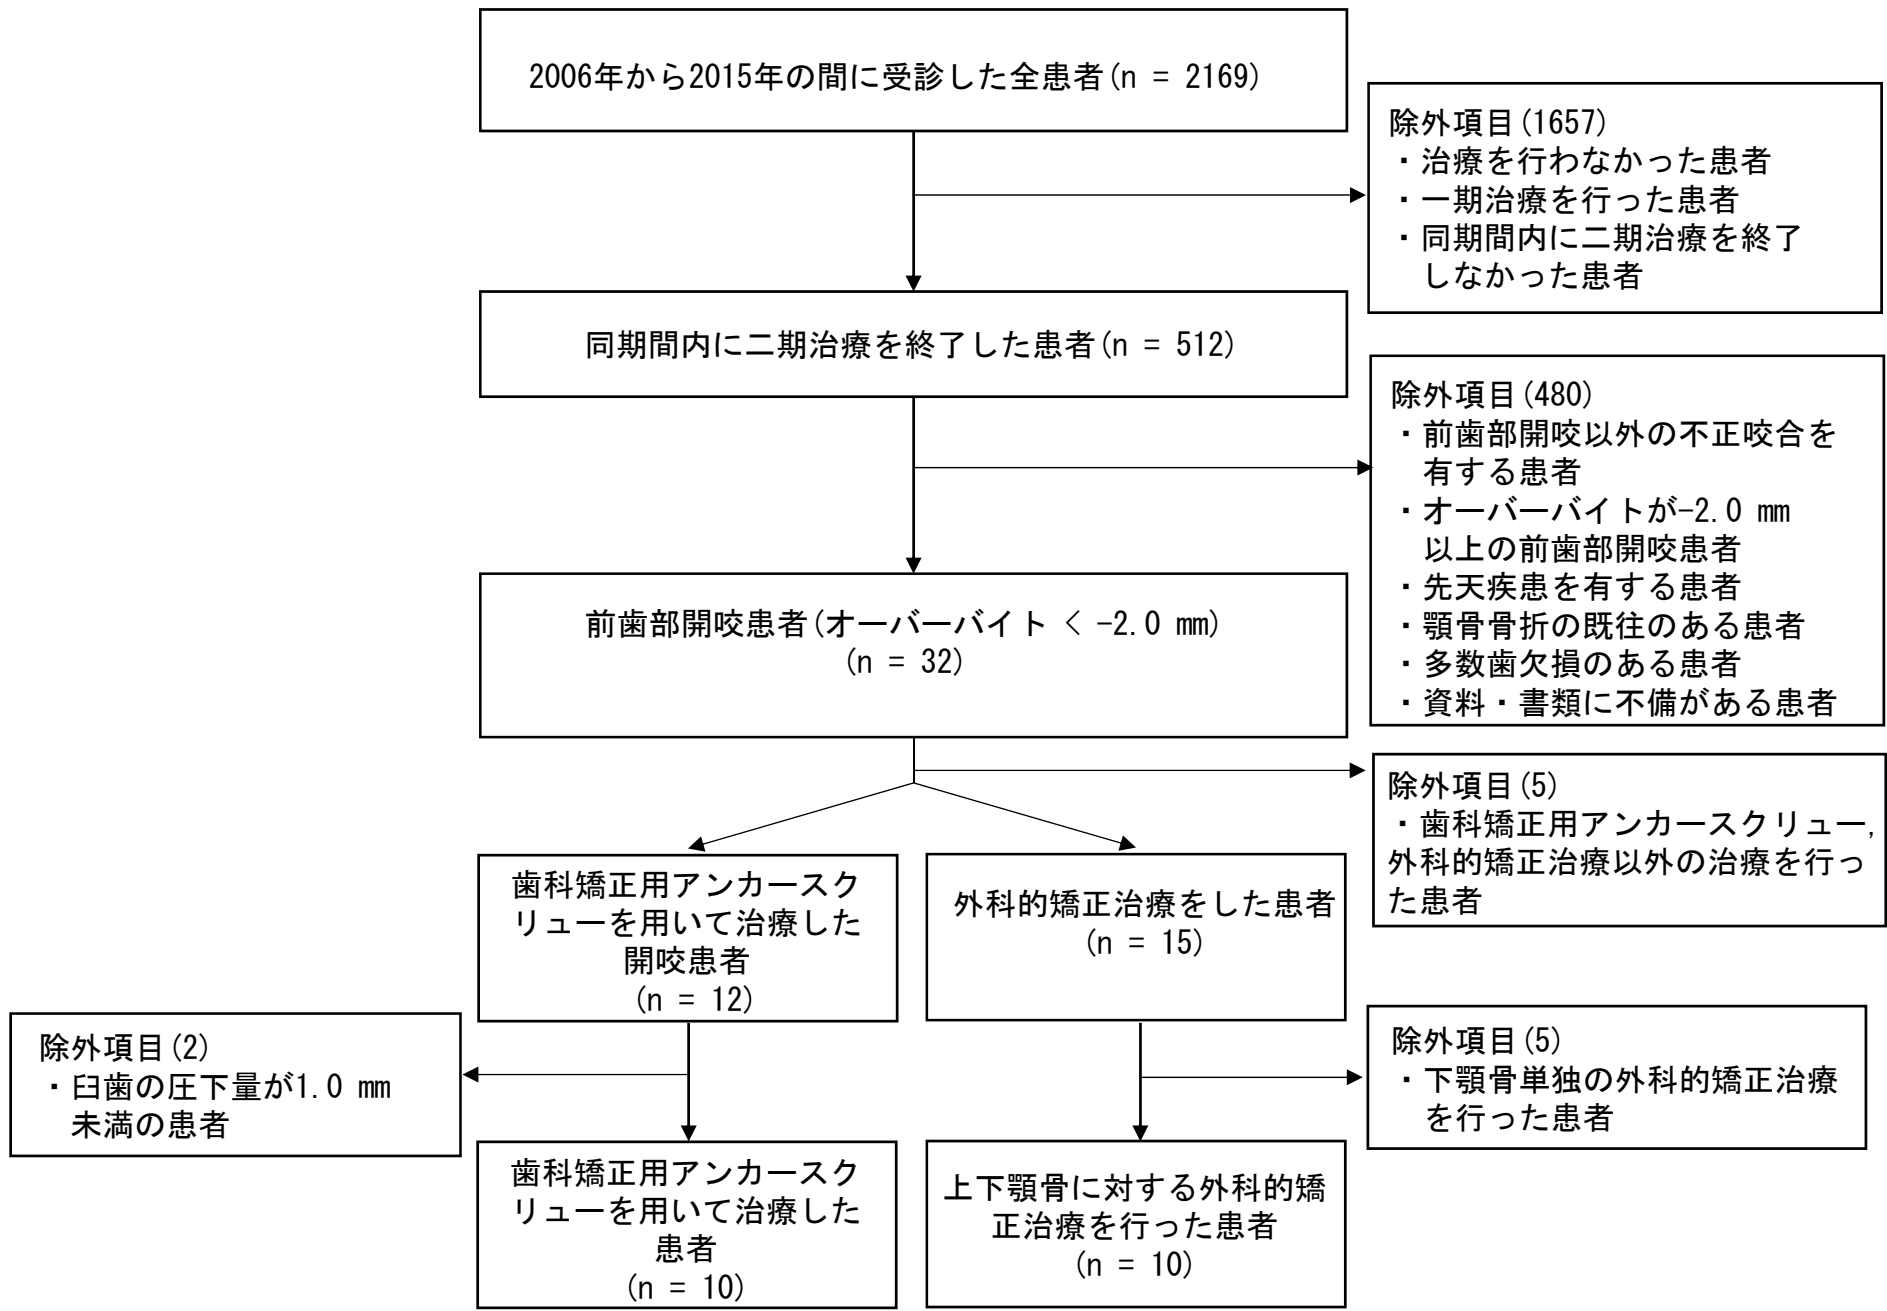 2006年から2015年の間に受診した全患者(n = 2169)
除外項目(1657)
・治療を行わなかった患者
・一期治療を行った患者
・同期間内に二期治療を終了
しなかった患者
同期間内に二期治療を終了した患者(n = 512)
除外項目(480)
・前歯部開咬以外の不正咬合を
有する患者
・オーバーバイトが-2.0 mm
以上の前歯部開咬患者
・先天疾患を有する患者
・顎骨骨折の既往のある患者
・多数歯欠損のある患者
・資料・書類に不備がある患者
前歯部開咬患者(オーバーバイト < -2.0 mm)
(n = 32)
除外項目(5)
・歯科矯正用アンカースクリュー,
外科的矯正治療以外の治療を行っ
た患者
歯科矯正用アンカースク
リューを用いて治療した
開咬患者
(n = 12)
外科的矯正治療をした患者
(n = 15)
除外項目(2)
・臼歯の圧下量が1.0 mm
未満の患者
除外項目(5)
・下顎骨単独の外科的矯正治療
を行った患者
歯科矯正用アンカースク
リューを用いて治療した
患者
(n = 10)
上下顎骨に対する外科的矯
正治療を行った患者
(n = 10)